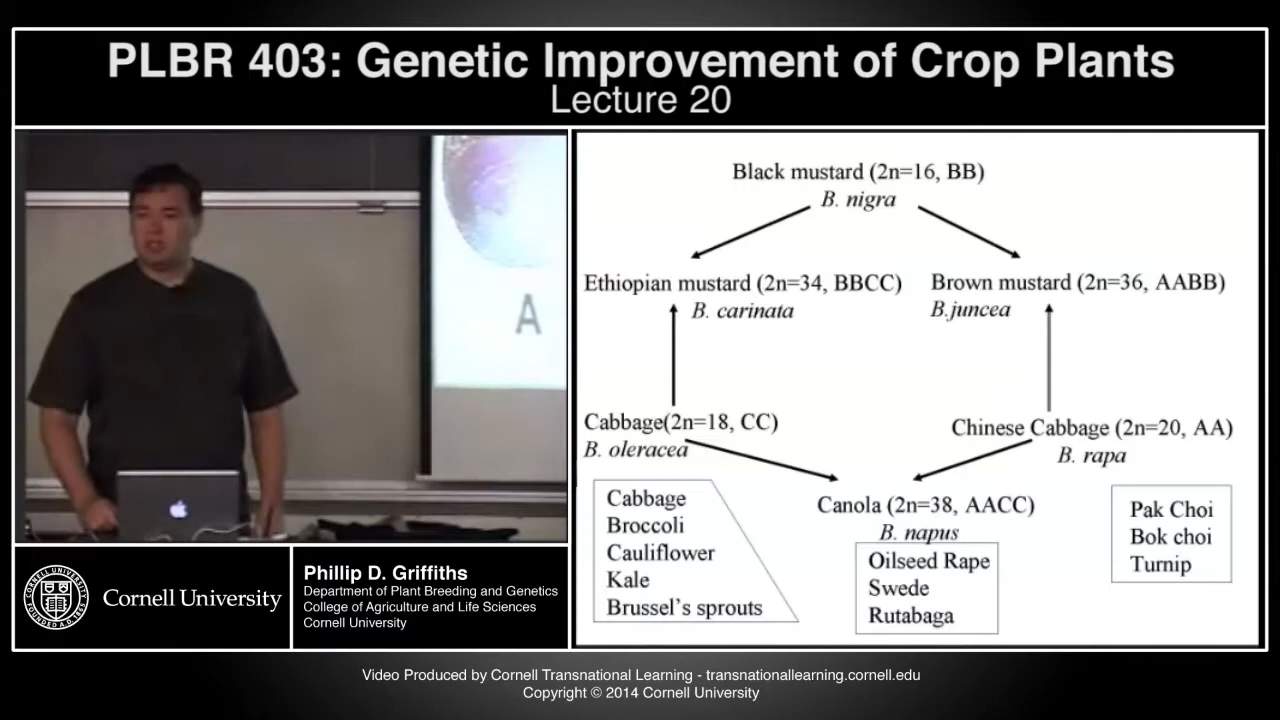 PLBR 403: Genetic Improvement of Crop Plants
Lecture 20
A
Cornell University
Phillip D. Griffiths
Department of Plant Breeding and Genetics
College of Agriculture and Life Sciences
Cornell University
Black mustard (2n=16, BB)
B. nigra
Ethiopian mustard (2n=34, BBCC)
B. carinata
Brown mustard (2n=36, AABB)
B.juncea
Cabbage(2n=18, CC)
B. oleracea
Chinese Cabbage (2n=20, AA)
B. rapa
Cabbage
Broccoli
Cauliflower
Kale
Brussel's sprouts
Canola (2n=38, AACC)
B. napus
Oilseed Rape
Swede
Rutabaga
Pak Choi
Bok choi
Turnip
Video Produced by Cornell Transnational Learning - transnationallearning.cornell.edu
Copyright © 2014 Cornell University